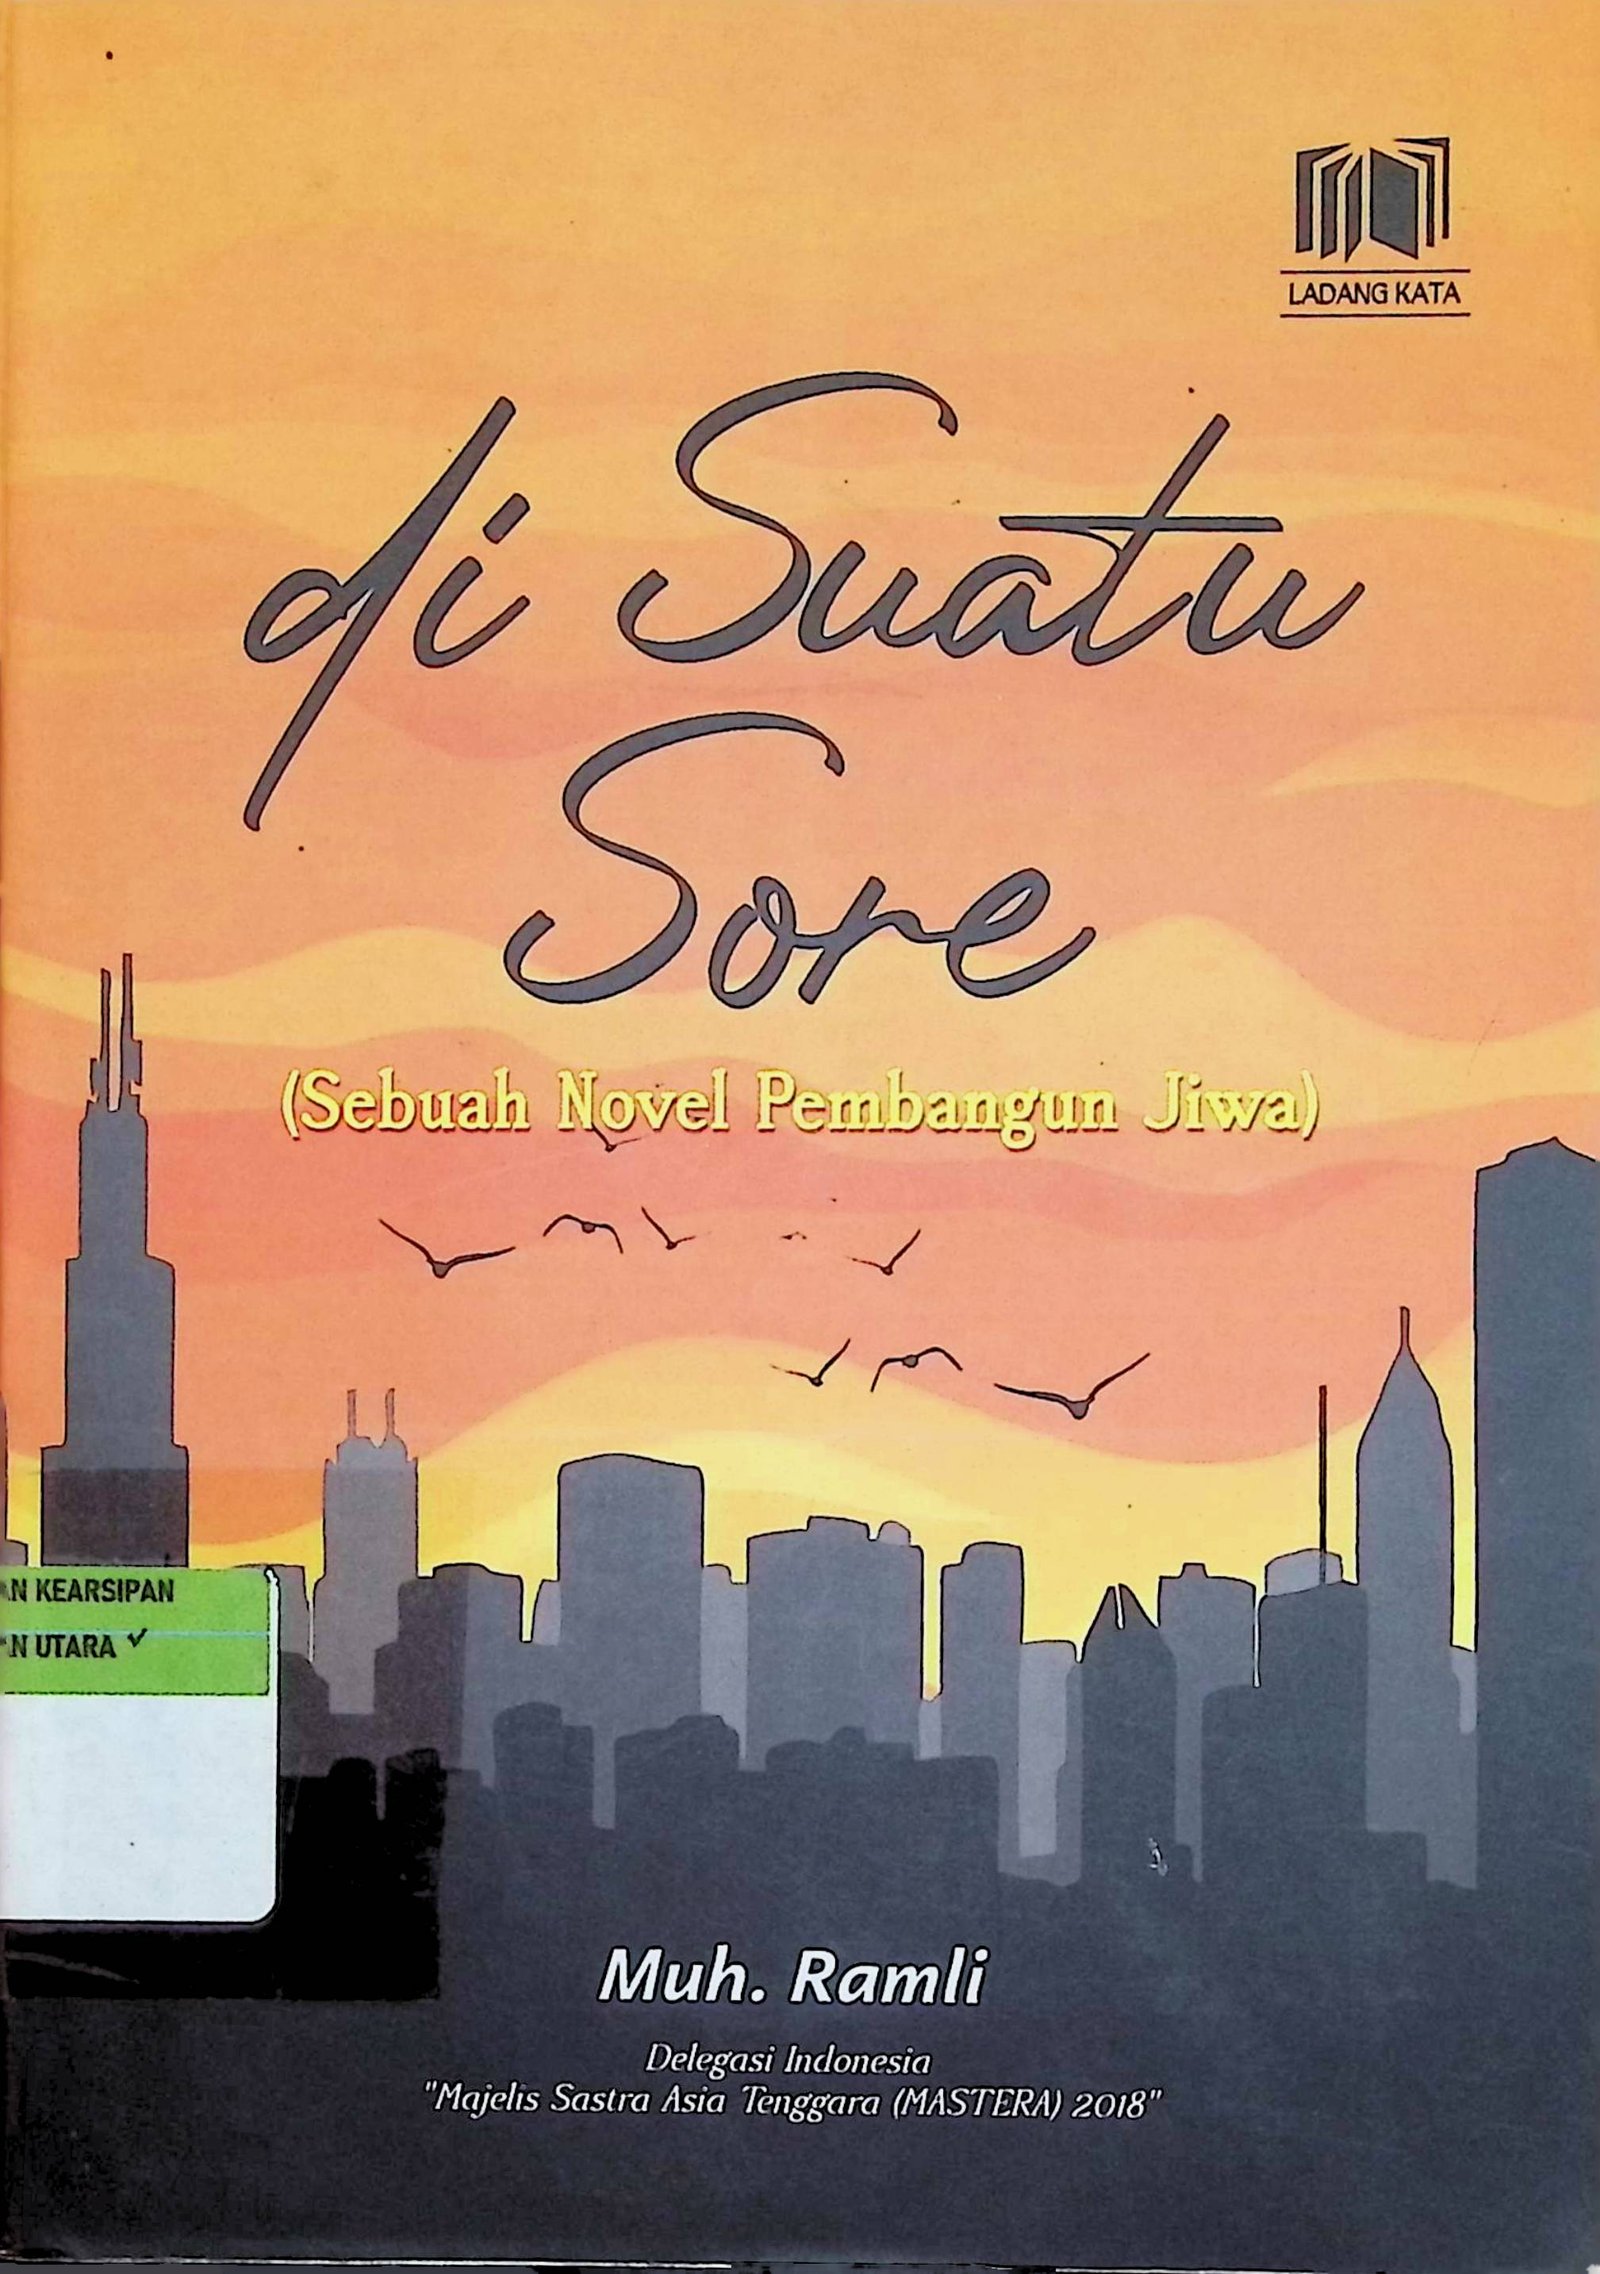 LADANG KATA
di Suatu
Sore
(Sebuah Novel Pembangun Jiwa)
KEARSIPAN
UTARA
Muh. Ramli
Delegasi Indonesia
"Majelis Sastra Asia Tenggara (MASTERA) 2018"